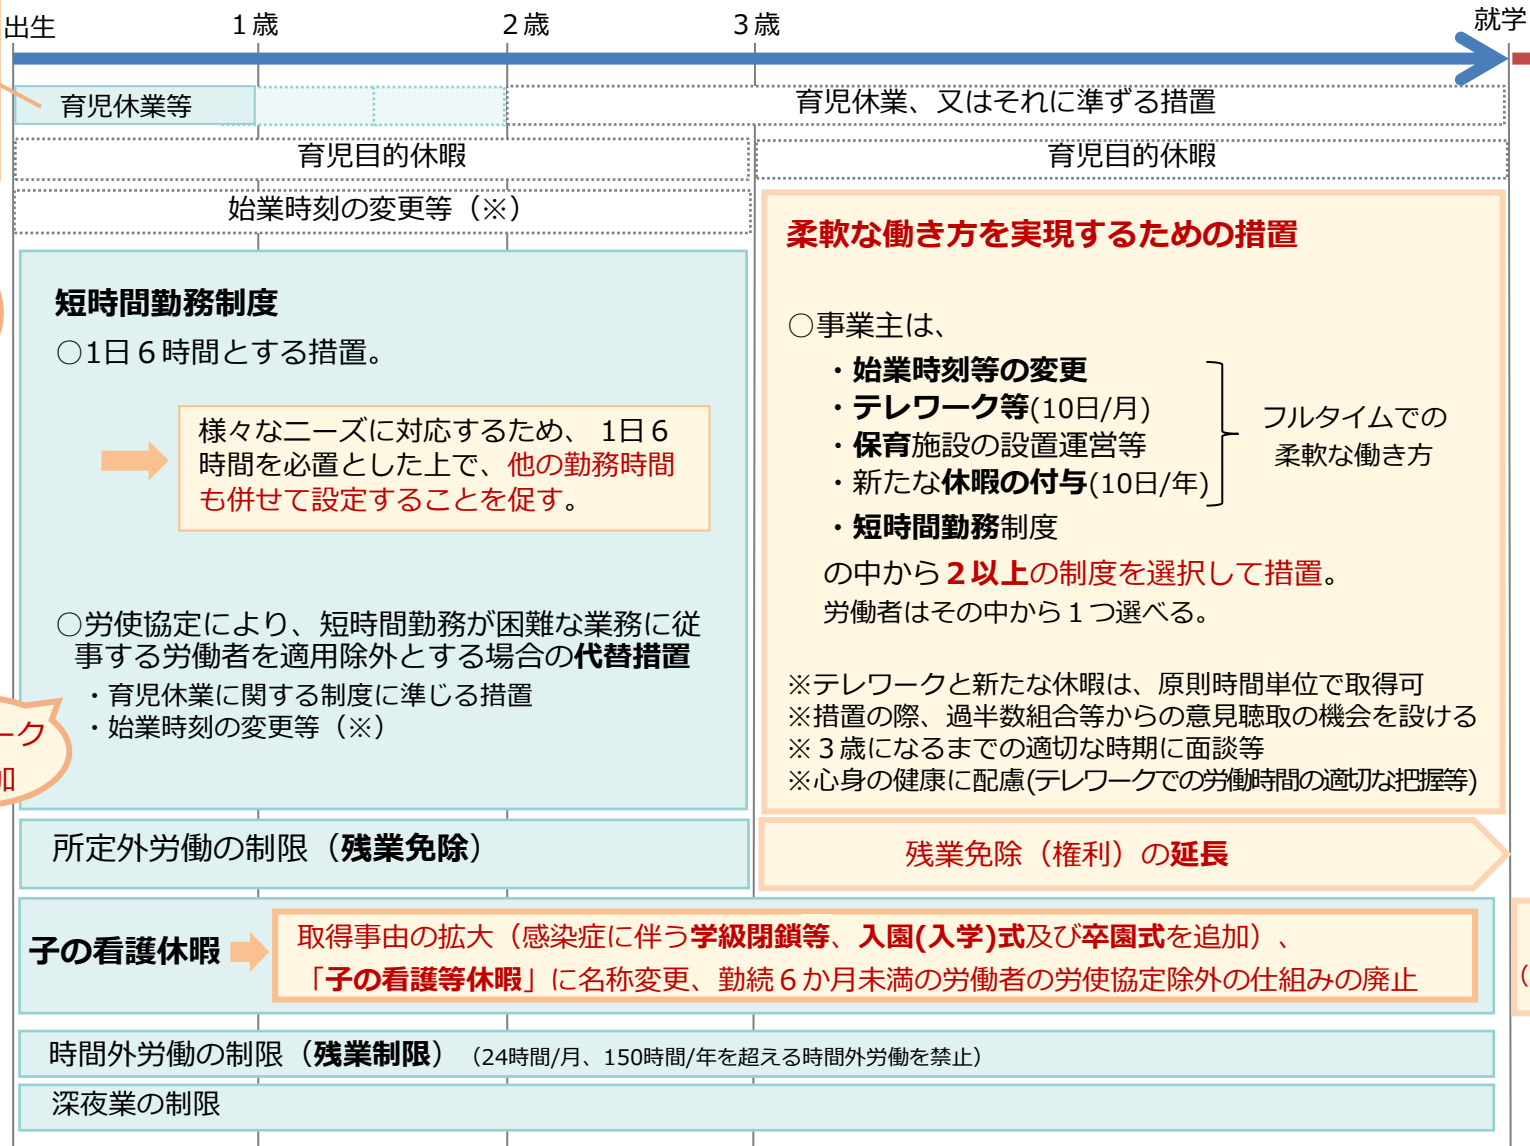 出生
1歳
2歳
3歳
就学
育児休業等
育児休業、又はそれに準ずる措置
育児目的休暇
育児目的休暇
始業時刻の変更等（※）
短時間勤務制度
○1日６時間とする措置。
様々なニーズに対応するため、 1日６
時間を必置とした上で、他の勤務時間
も併せて設定することを促す。
○労使協定により、短時間勤務が困難な業務に従
事する労働者を適用除外とする場合の代替措置
・育児休業に関する制度に準じる措置
・始業時刻の変更等（※）
ーク
加
柔軟な働き方を実現するための措置
○事業主は、
・始業時刻等の変更
・テレワーク等(10日/月)
・保育施設の設置運営等
・新たな休暇の付与(10日/年)
・短時間勤務制度
フルタイムでの
柔軟な働き方
の中から２以上の制度を選択して措置。
労働者はその中から１つ選べる。
※テレワークと新たな休暇は、原則時間単位で取得可
※措置の際、過半数組合等からの意見聴取の機会を設ける
※３歳になるまでの適切な時期に面談等
※心身の健康に配慮(テレワークでの労働時間の適切な把握等)
所定外労働の制限（残業免除）
残業免除（権利）の延長
子の看護休暇
取得事由の拡大（感染症に伴う学級閉鎖等、入園(入学)式及び卒園式を追加）、
「子の看護等休暇」に名称変更、勤続６か月未満の労働者の労使協定除外の仕組みの廃止
（
時間外労働の制限（残業制限）（24時間/月、150時間/年を超える時間外労働を禁止）
深夜業の制限